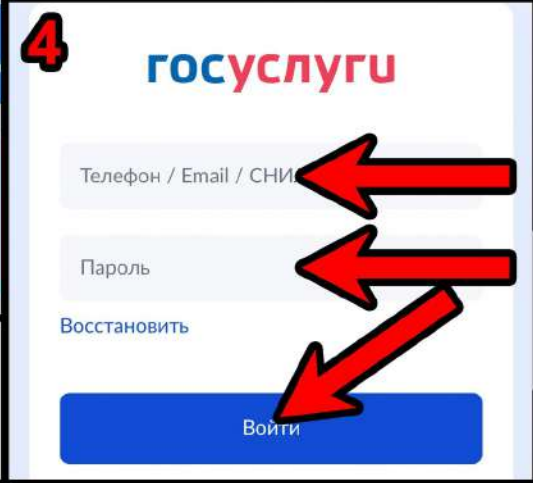 4
госуслуги
Телефон / Email /
Пароль
Восстановить
Войти